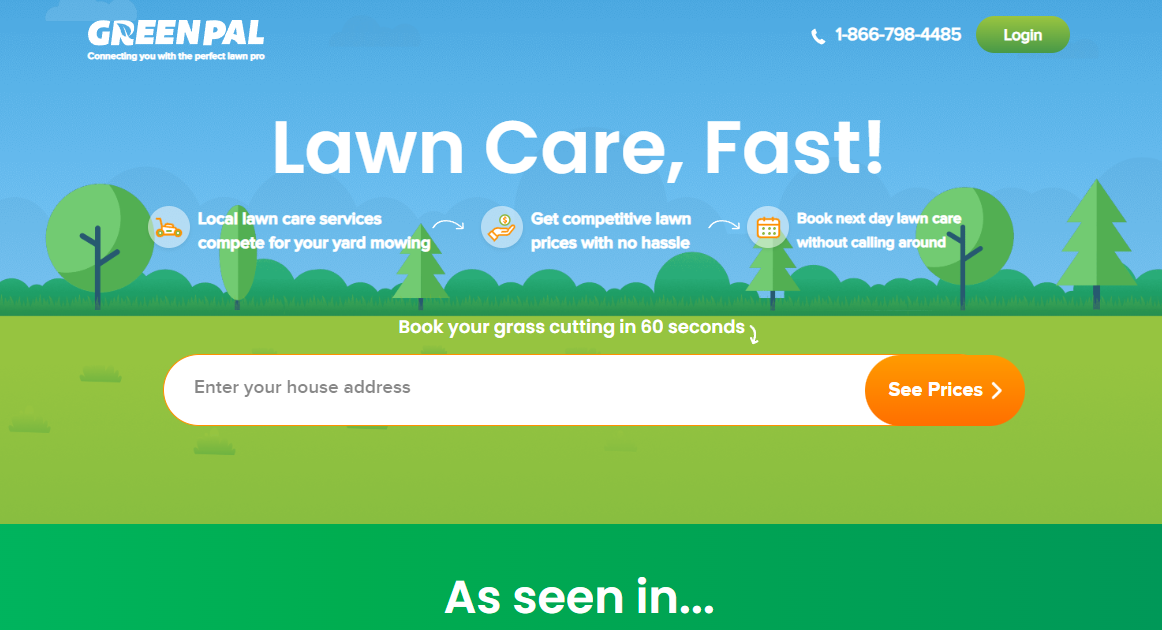 GREENPAL
Connecting you with the perfect lawn pro
1-866-798-4485
Login
Lawn Care, Fast!
Local lawn care services
compete for your yard mowing
Get competitive lawn
prices with no hassle
Book next day lawn care
without calling around
Book your grass cutting in 60 seconds
Enter your house address
See Prices
As seen in...